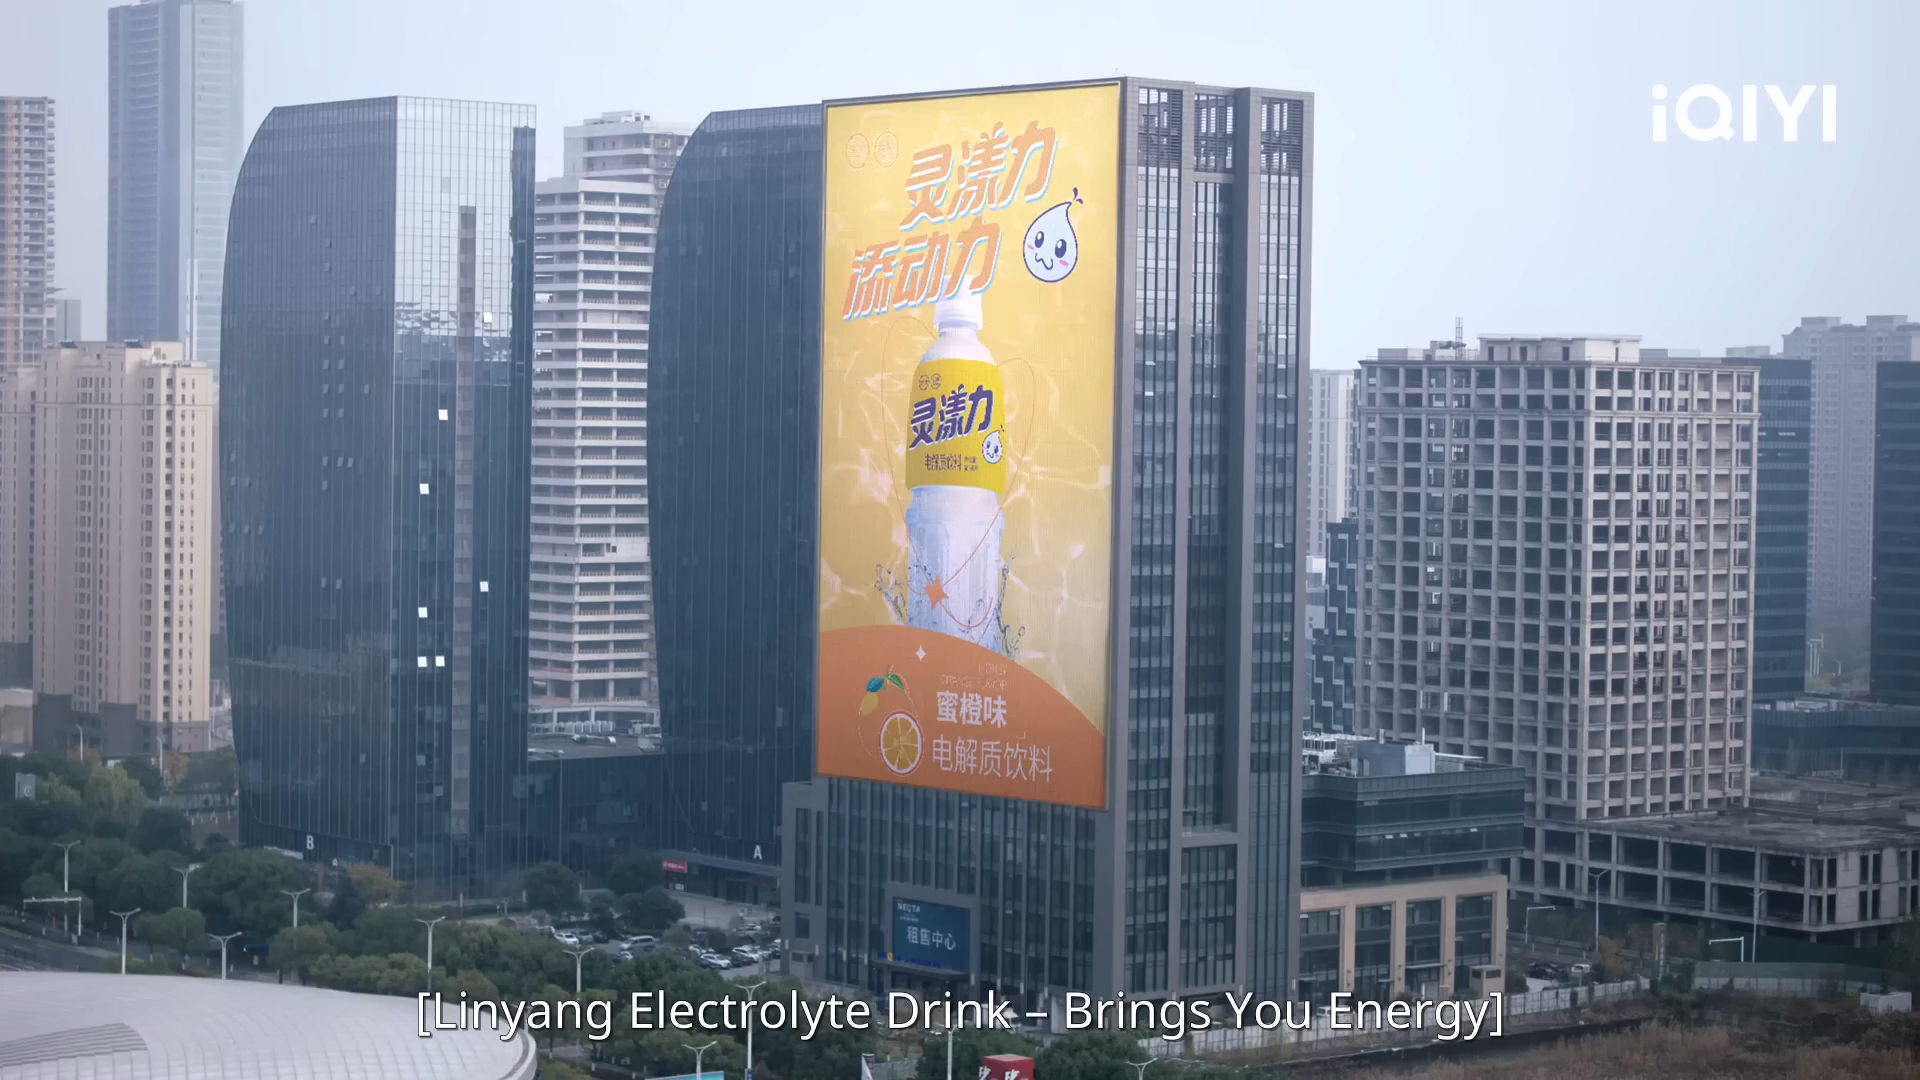 iQIYI
灵漾力
添动力
灵漾力
电解质饮料
蜜橙味
电解质饮料
B
A
租售中心
[Linyang Electrolyte Drink – Brings You Energy]